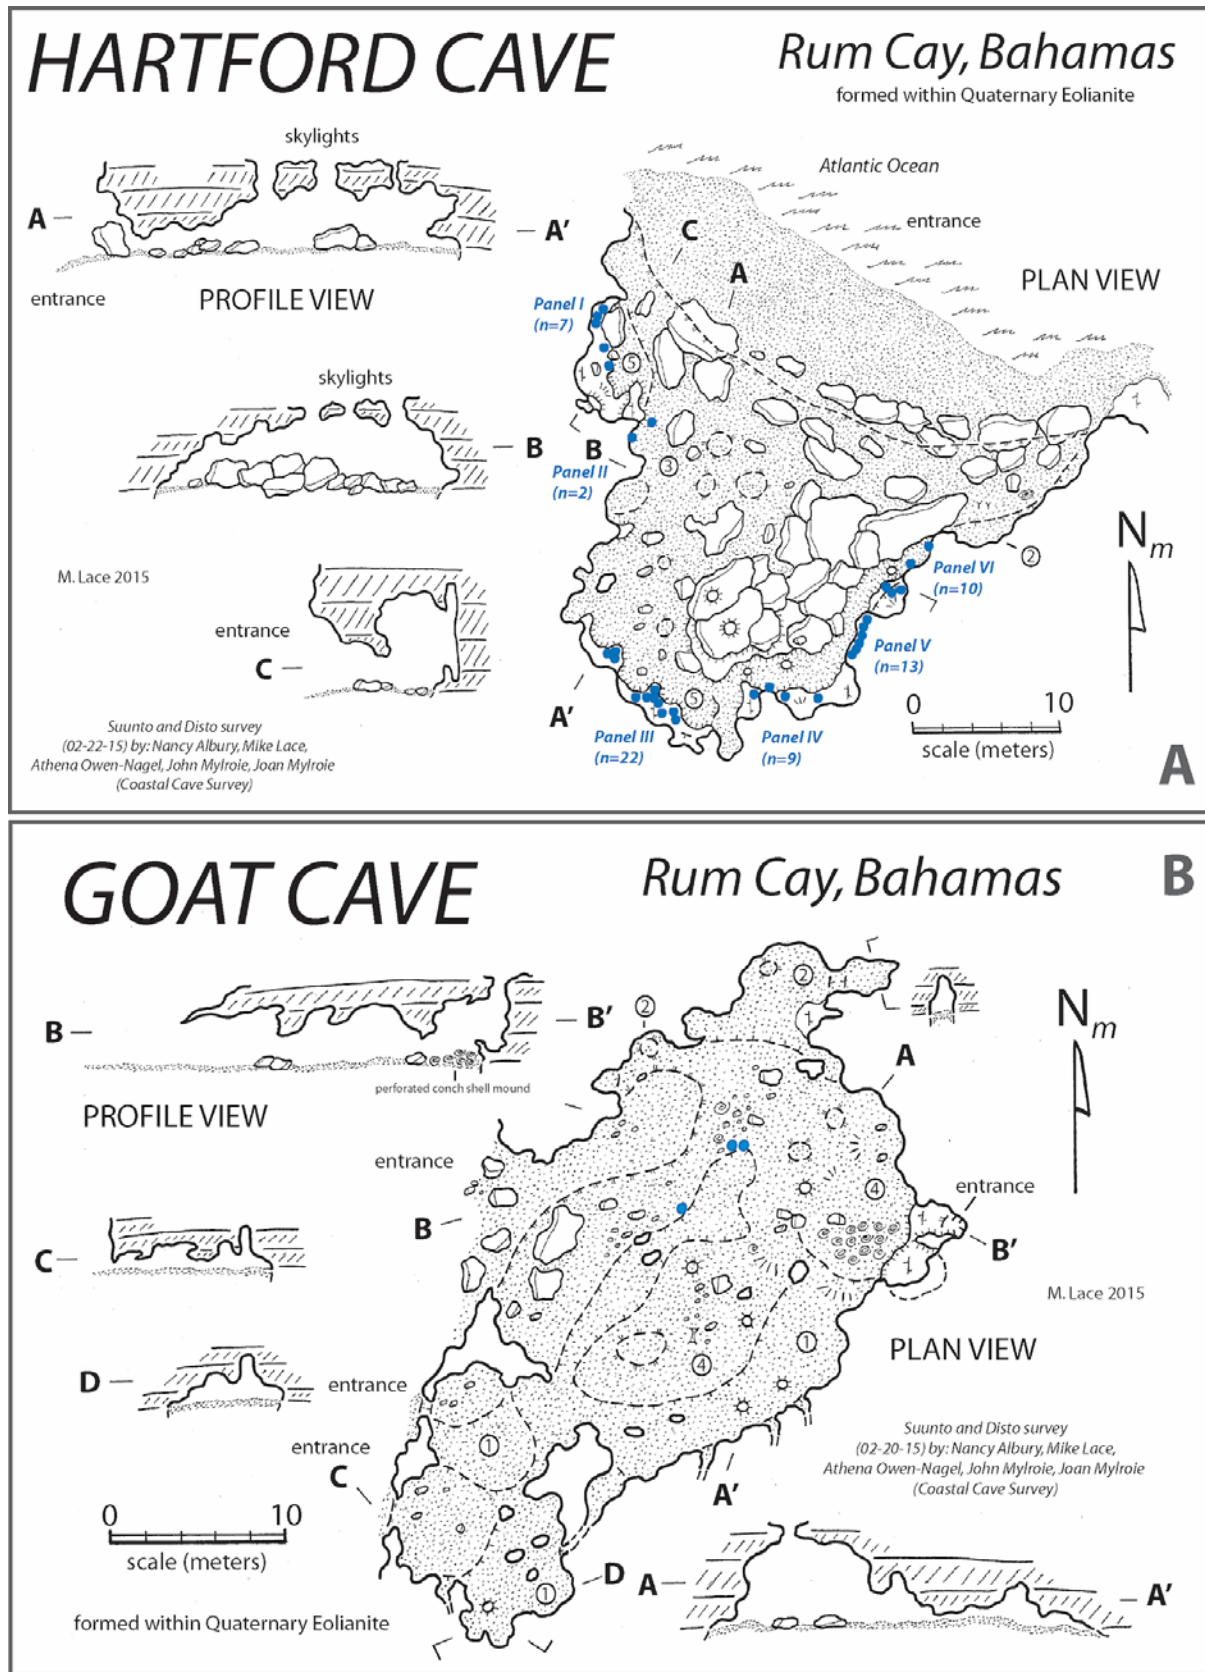 HARTFORD CAVE
Rum Cay, Bahamas
formed within Quaternary Eolianite
skylights
A
A'
entrance
PROFILE VIEW
skylights
B
M. Lace 2015
entrance
C
Suunto and Disto survey
(02-22-15) by: Nancy Albury, Mike Lace,
Athena Owen-Nagel, John Mylroie, Joan Mylroie
(Coastal Cave Survey)
Atlantic Ocean
entrance
C
A
PLAN VIEW
Panel I
(n=7)
5
B
B
3
Panel II
(n=2)
2
Panel VI
(n=10)
Panel V
(n=13)
A'
A'
5
Panel III
(n=22)
Panel IV
(n=9)
N
m
0 10
scale (meters)
A
GOAT CAVE
Rum Cay, Bahamas
B
B
B'
perforated conch shell mound
PROFILE VIEW
C
D
2
2
A
N
m
entrance
B
4
entrance
B'
M. Lace 2015
1
PLAN VIEW
4
entrance
1
entrance
C
A'
1
D
Suunto and Disto survey
(02-20-15) by: Nancy Albury, Mike Lace,
Athena Owen-Nagel, John Mylroie, Joan Mylroie
(Coastal Cave Survey)
0 10
scale (meters)
formed within Quaternary Eolianite
A
A'